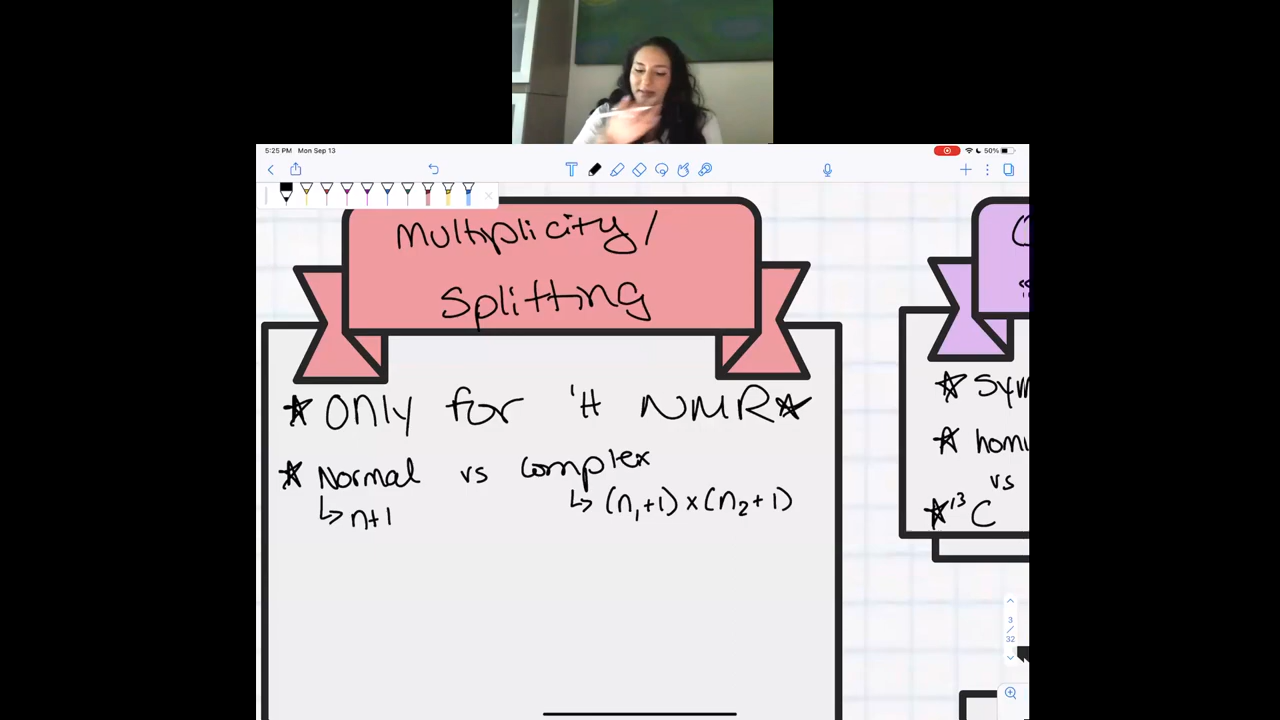 5:25 PM Mon Sep 13
50%
Multiplicity/
Splitting
☆ Only for ¹H NMR ☆
☆ Normal vs complex
↳ n+1
↳ (n₁+1) x (n₂+1)
☆ Sym
☆ hom
vs
☆ ¹³C
3
/
32